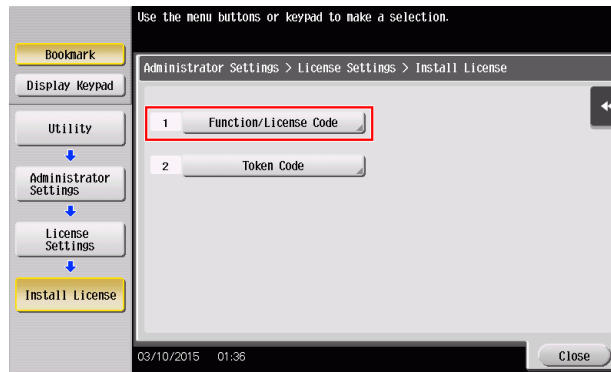 Use the menu buttons or keypad to make a selection.
Bookmark
Display Keypad
Utility
Administrator
Settings
License
Settings
Install License
Administrator Settings > License Settings > Install License
1 Function/License Code
2 Token Code
03/10/2015 01:36
Close